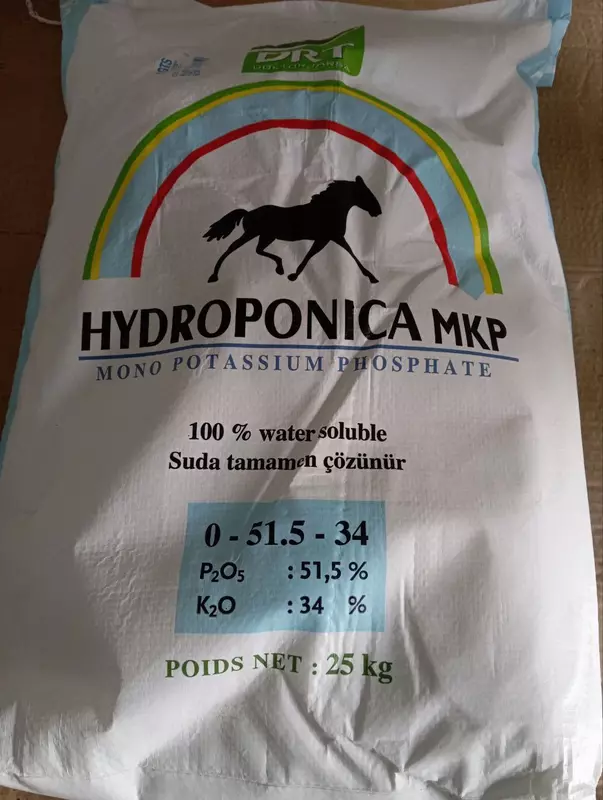 DRT
HYDROPONICA MKP
MONO POTASSIUM PHOSPHATE
100 % water soluble
Suda tamamen çözünür
0 - 51.5 - 34
P₂O₅ : 51,5 %
K₂O : 34 %
POIDS NET : 25 kg